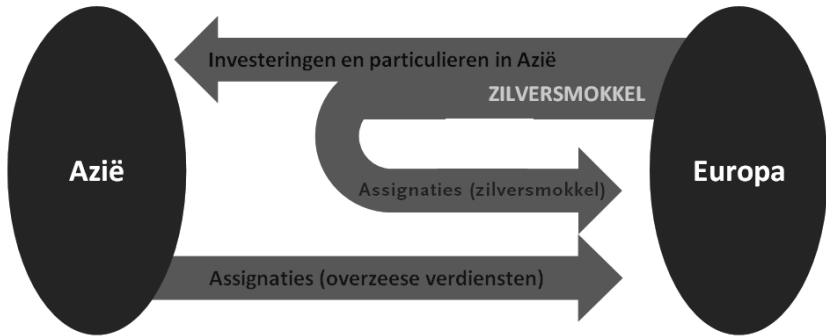 Investeringen en particulieren in Azië
ZILVERSMOKKEL
Azië
Europa
Assignaties (zilversmokkel)
Assignaties (overzeese verdiensten)